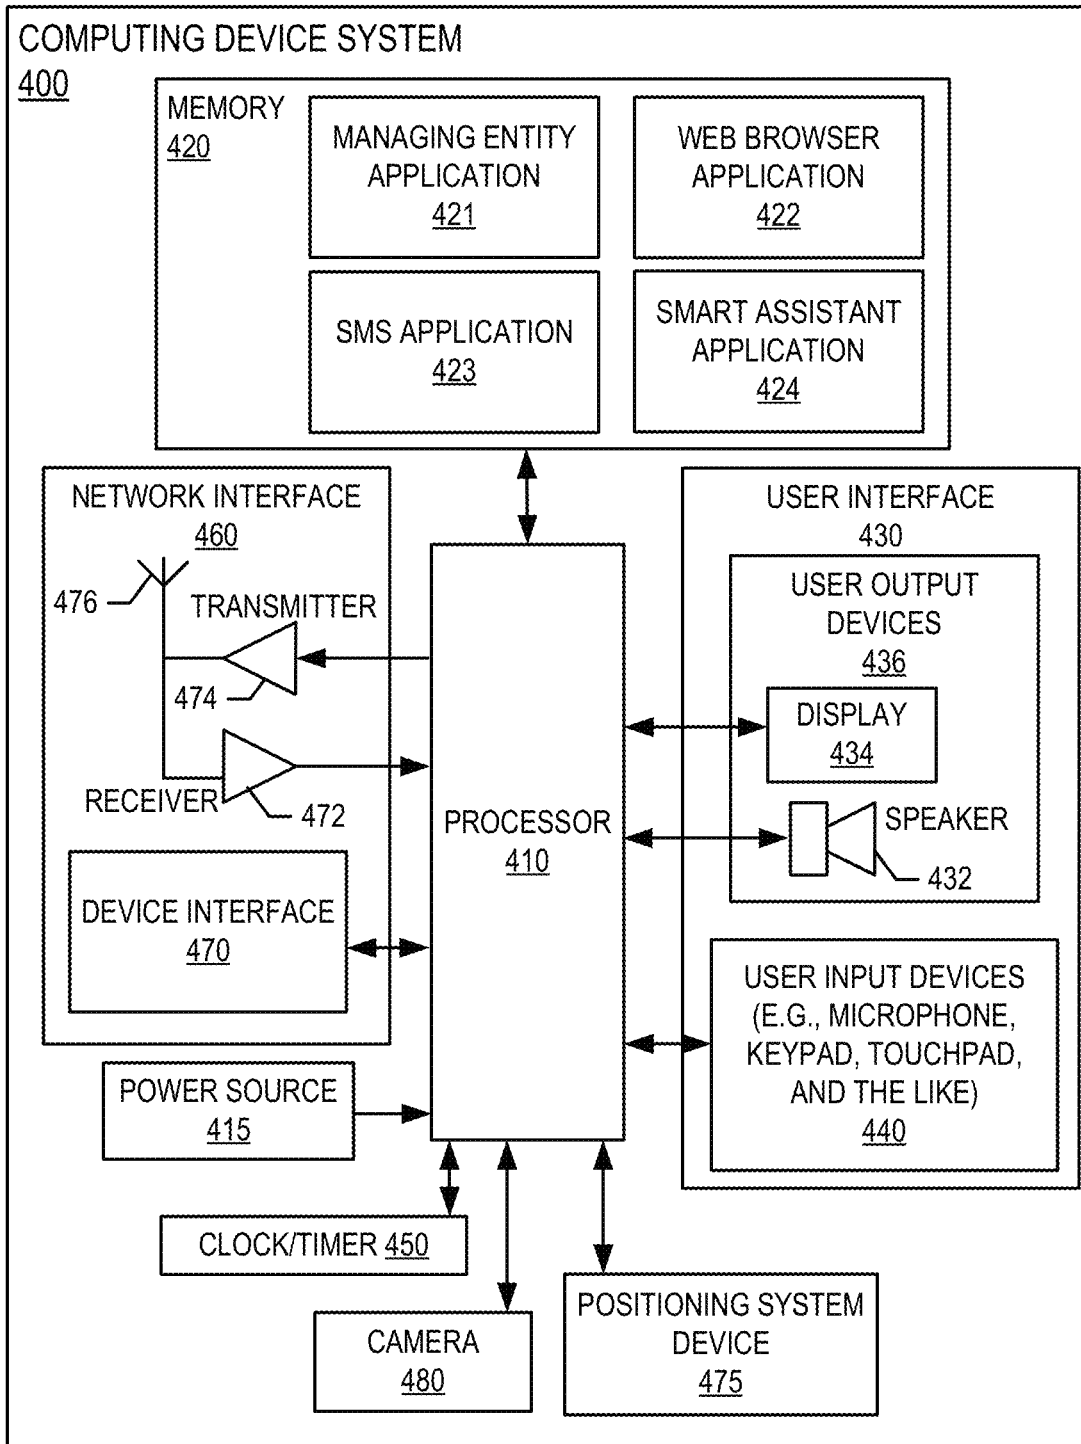 COMPUTING DEVICE SYSTEM
400
MEMORY
420
MANAGING ENTITY
APPLICATION
421
WEB BROWSER
APPLICATION
422
SMS APPLICATION
423
SMART ASSISTANT
APPLICATION
424
NETWORK INTERFACE
460
476
TRANSMITTER
474
RECEIVER
472
DEVICE INTERFACE
470
PROCESSOR
410
USER INTERFACE
430
USER OUTPUT
DEVICES
436
DISPLAY
434
SPEAKER
432
USER INPUT DEVICES
(E.G., MICROPHONE,
KEYPAD, TOUCHPAD,
AND THE LIKE)
440
POWER SOURCE
415
CLOCK/TIMER 450
CAMERA
480
POSITIONING SYSTEM
DEVICE
475